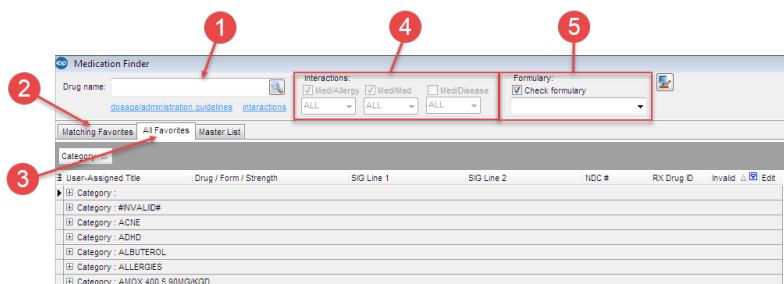 1
4
5
op Medication Finder
Drug name:
Interactions:
Formulary:
Med/Allergy Med/Med Med/Disease
Check formulary
2
dosage/administration guidelines interactions
ALL ALL ALL
Matching Favorites All Favorites Master List
3
Category
User-Assigned Title Drug / Form / Strength SIG Line 1 SIG Line 2 NDC # RX Drug ID Invalid Edit
Category :
Category : #INVALID#
Category : ACNE
Category : ADHD
Category : ALBUTEROL
Category : ALLERGIES
Category : AMOX 400 5 90MG/KGD